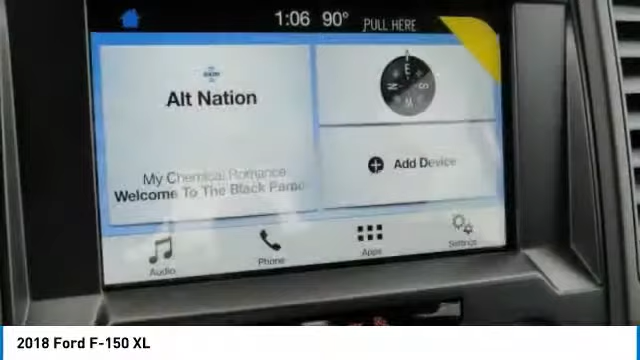 1:06 90° PULL HERE
Alt Nation
My Chemical Romance
Welcome To The Black Para
E
N
S
W
Add Device
Audio
Phone
Apps
Settings
2018 Ford F-150 XL